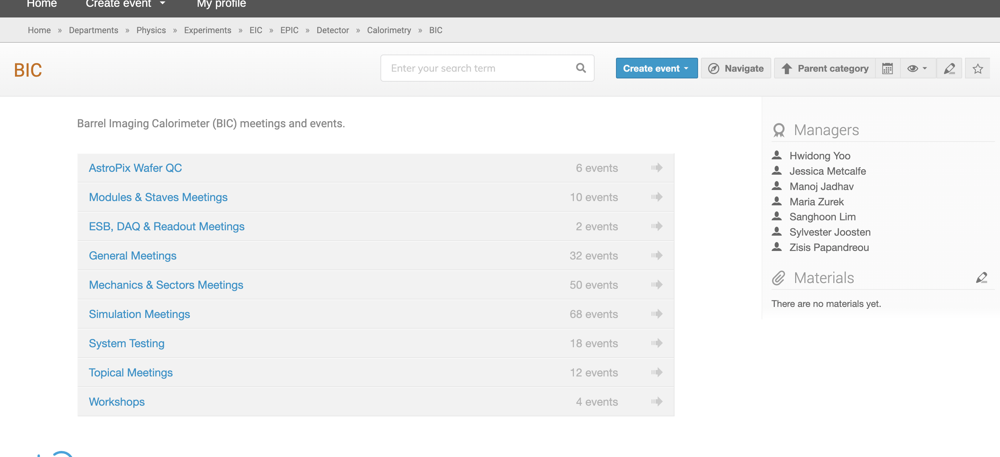 Home Create event My profile
Home » Departments » Physics » Experiments » EIC » EPIC » Detector » Calorimetry » BIC
BIC
Enter your search term
Create event Navigate Parent category
Barrel Imaging Calorimeter (BIC) meetings and events.
AstroPix Wafer QC 6 events
Modules & Staves Meetings 10 events
ESB, DAQ & Readout Meetings 2 events
General Meetings 32 events
Mechanics & Sectors Meetings 50 events
Simulation Meetings 68 events
System Testing 18 events
Topical Meetings 12 events
Workshops 4 events
Managers
Hwidong Yoo
Jessica Metcalfe
Manoj Jadhav
Maria Zurek
Sanghoon Lim
Sylvester Joosten
Zisis Papandreou
Materials
There are no materials yet.